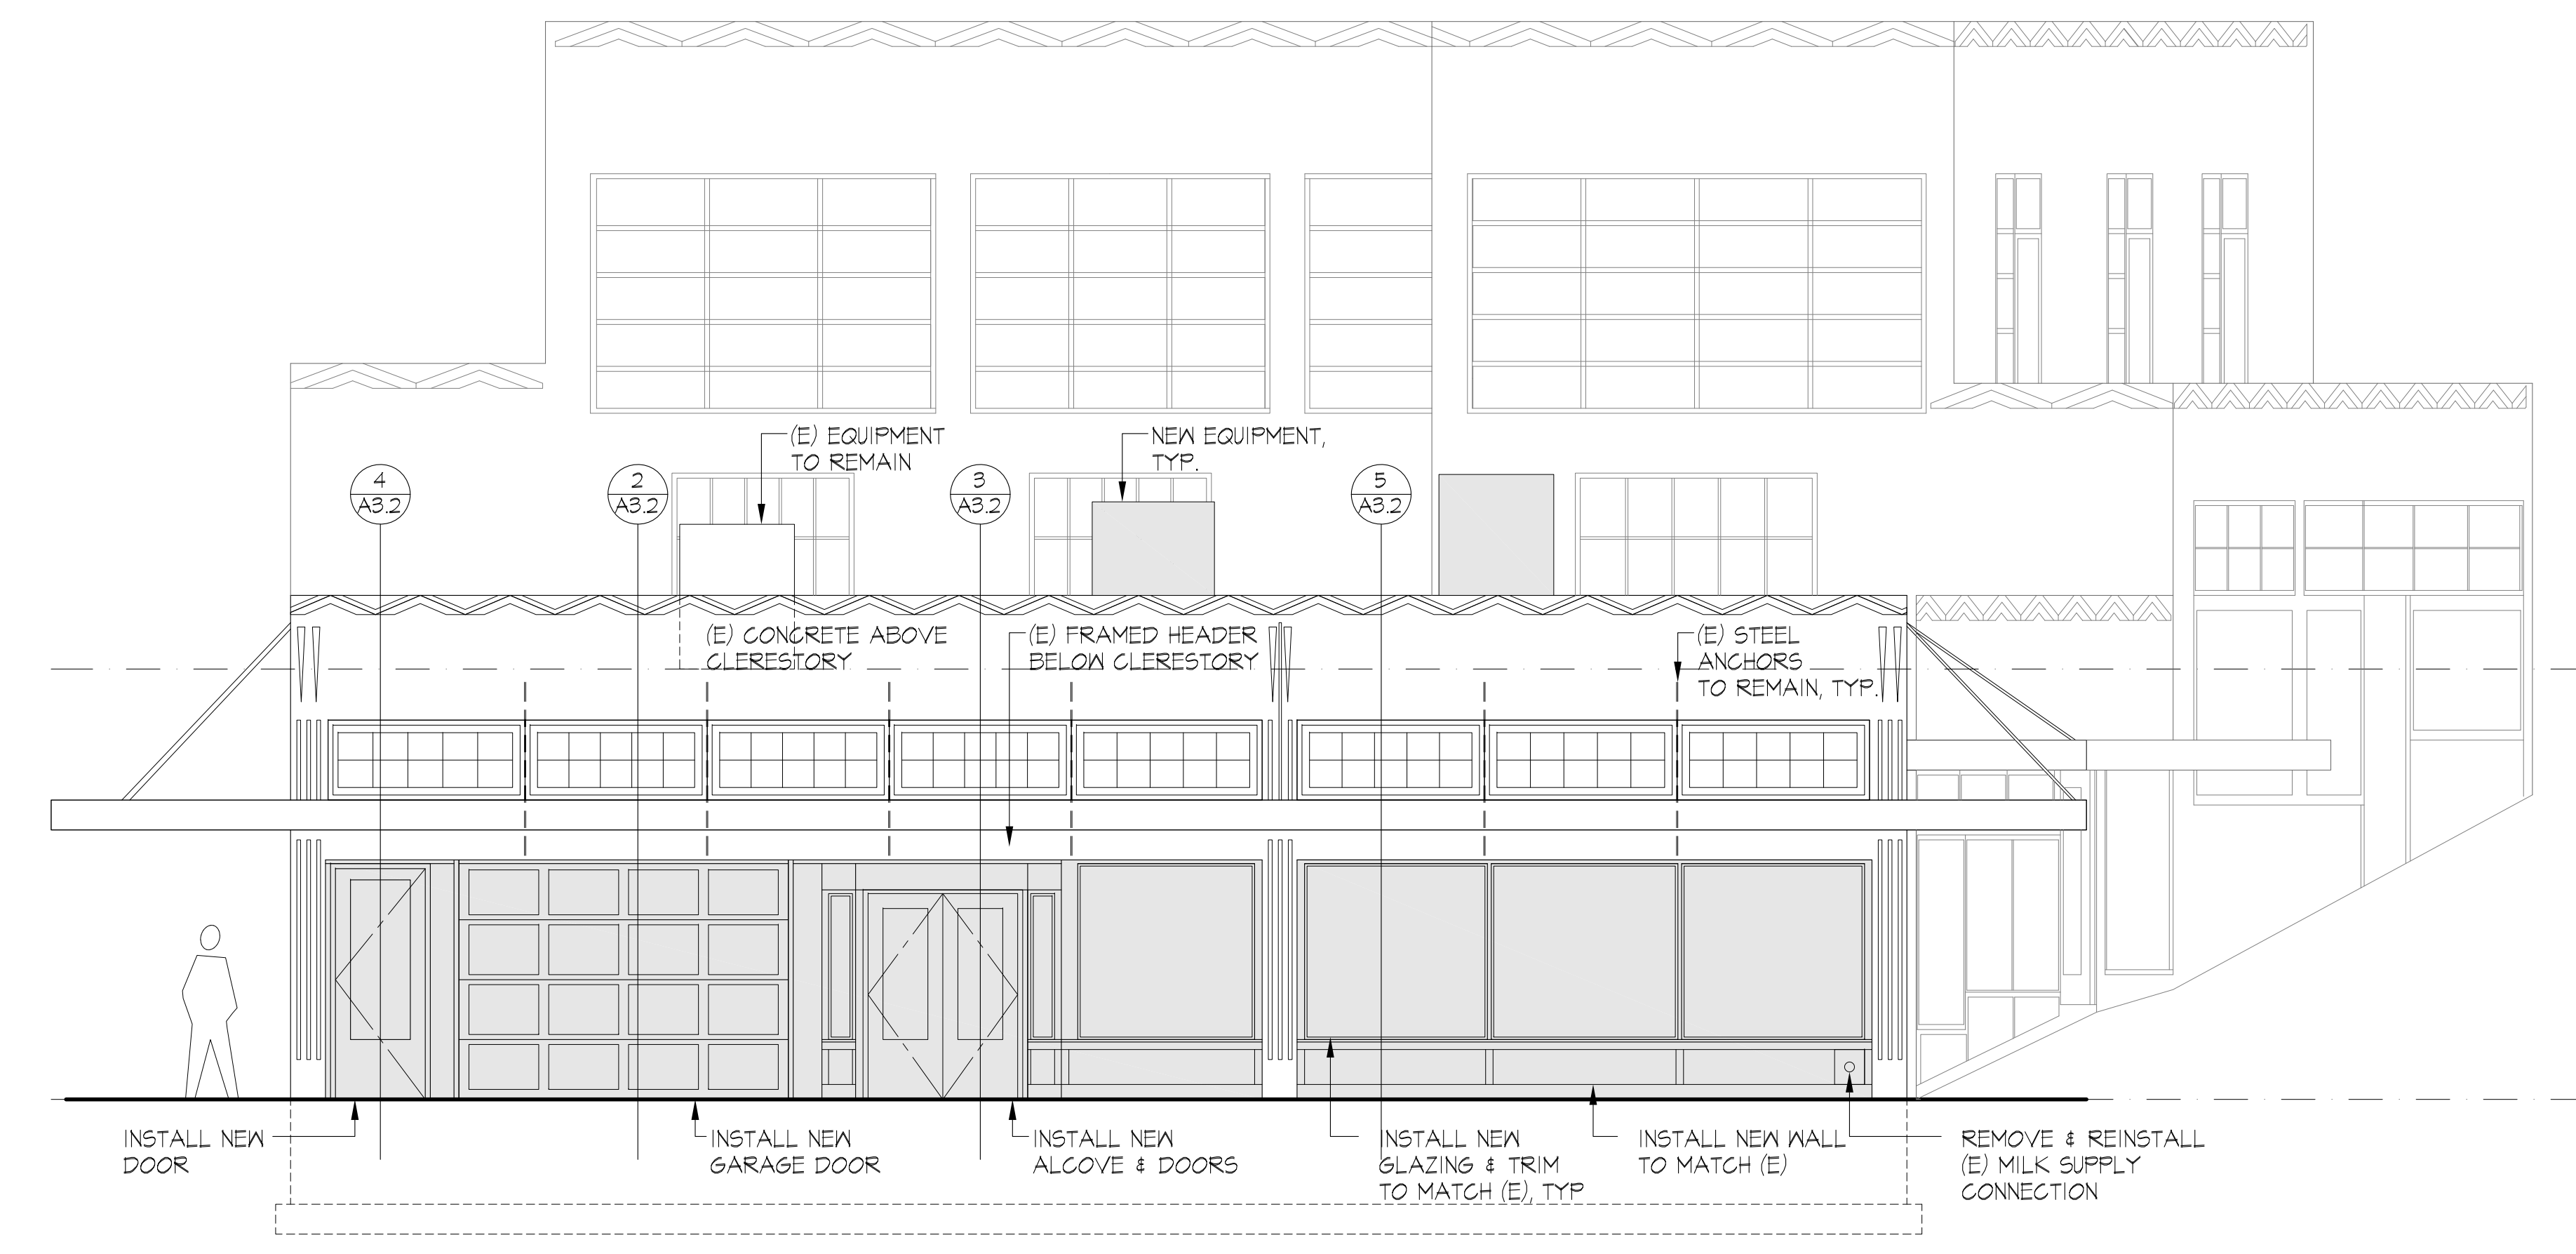 (E) EQUIPMENT
TO REMAIN
NEW EQUIPMENT,
TYP.
4
A3.2
2
A3.2
3
A3.2
5
A3.2
(E) CONCRETE ABOVE
CLERESTORY
(E) FRAMED HEADER
BELOW CLERESTORY
(E) STEEL
ANCHORS
TO REMAIN, TYP.
INSTALL NEW
DOOR
INSTALL NEW
GARAGE DOOR
INSTALL NEW
ALCOVE & DOORS
INSTALL NEW
GLAZING & TRIM
TO MATCH (E), TYP
INSTALL NEW WALL
TO MATCH (E)
REMOVE & REINSTALL
(E) MILK SUPPLY
CONNECTION